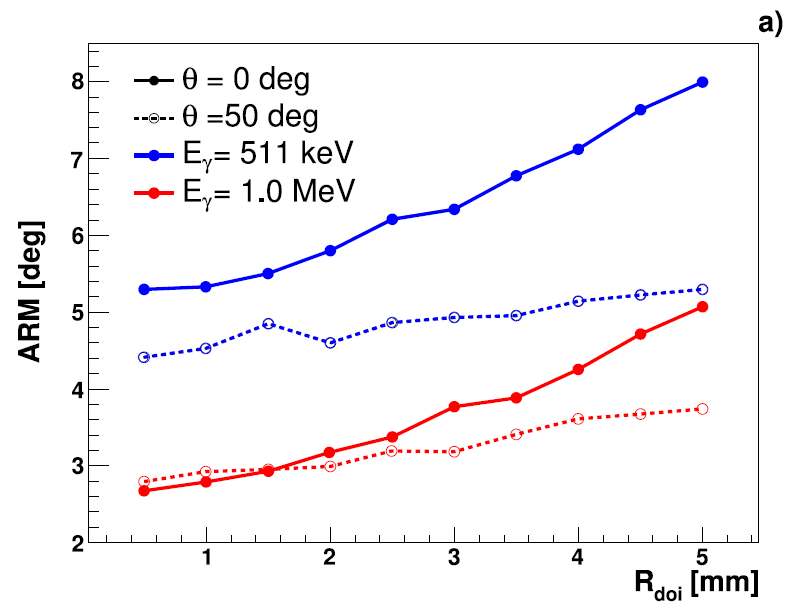 a)
θ = 0 deg
θ =50 deg
Eγ= 511 keV
Eγ= 1.0 MeV
ARM [deg]
8
7
6
5
4
3
2
1 2 3 4 5
Rdoi [mm]